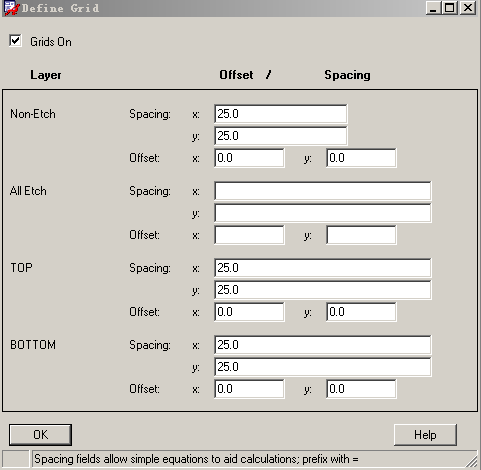 Define Grid
Grids On
Layer Offset / Spacing
Non-Etch Spacing: x: 25.0
y: 25.0
Offset: x: 0.0 y: 0.0
All Etch Spacing: x:
y:
Offset: x: y:
TOP Spacing: x: 25.0
y: 25.0
Offset: x: 0.0 y: 0.0
BOTTOM Spacing: x: 25.0
y: 25.0
Offset: x: 0.0 y: 0.0
OK Help
Spacing fields allow simple equations to aid calculations; prefix with =